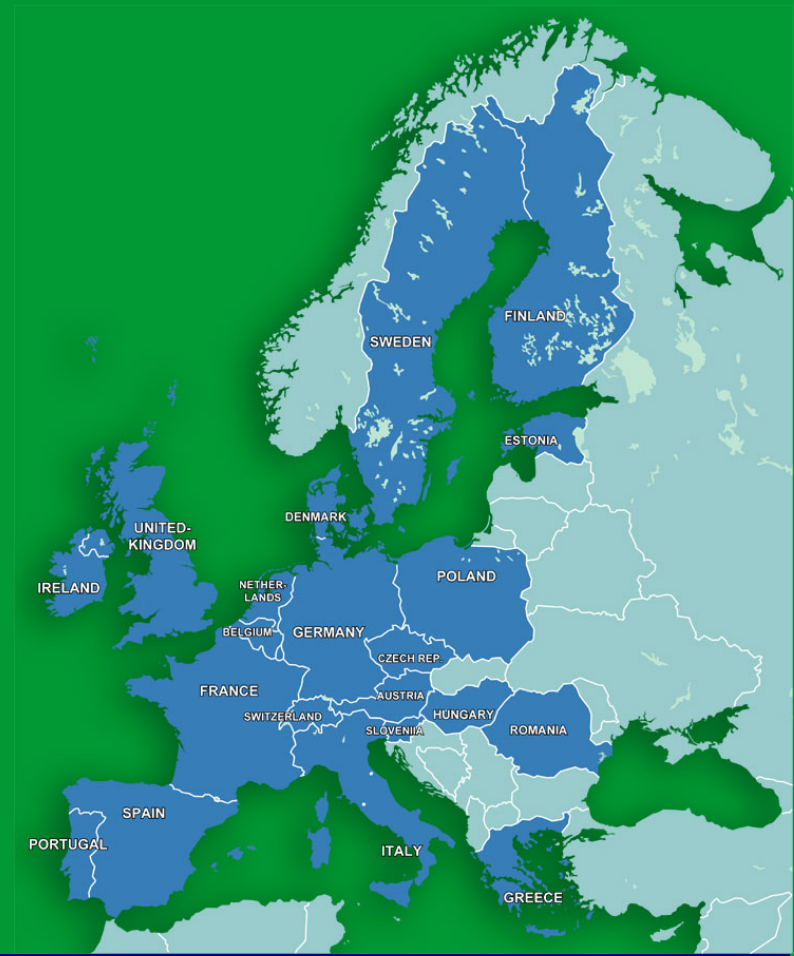 FINLAND
SWEDEN
ESTONIA
DENMARK
UNITED-
KINGDOM
IRELAND
NETHER-
LANDS
POLAND
BELGIUM
GERMANY
CZECH REP.
FRANCE
AUSTRIA
SWITZERLAND
HUNGARY
SLOVENIIA
ROMANIA
SPAIN
PORTUGAL
ITALY
GREECE